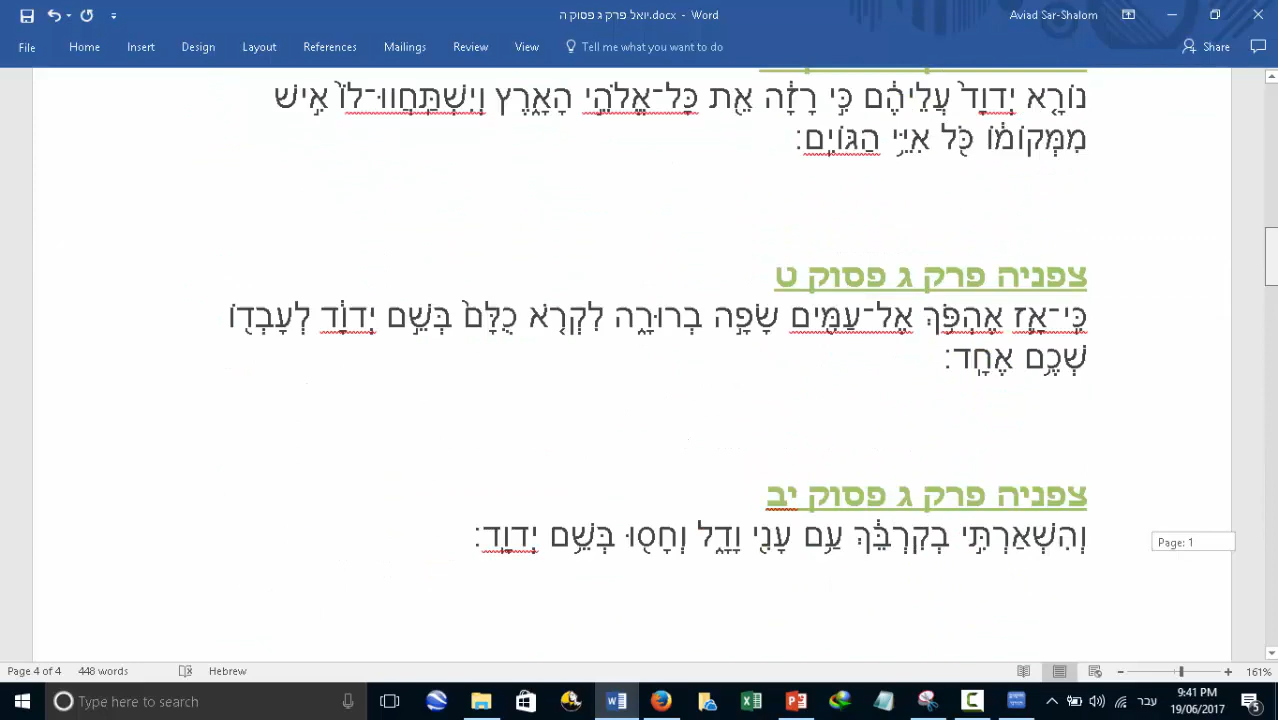 יואל פרק ג פסוק ה.docx - Word
Aviad Sar-Shalom
File Home Insert Design Layout References Mailings Review View Tell me what you want to do Share
נוֹרָ֤א יְדוָד֙ עֲלֵיהֶ֔ם כִּ֣י רָזָ֔ה אֵ֖ת כָּל־אֱלֹהֵ֣י הָאָ֑רֶץ וְיִשְׁתַּֽחֲווּ־לוֹ֙ אִ֣ישׁ
מִמְּקוֹמ֔וֹ כֹּ֖ל אִיֵּ֥י הַגּוֹיִֽם:
צפניה פרק ג פסוק ט
כִּֽי־אָ֛ז אֶהְפֹּ֥ךְ אֶל־עַמִּ֖ים שָׂפָ֣ה בְרוּרָ֑ה לִקְרֹ֤א כֻלָּם֙ בְּשֵׁ֣ם יְדוָ֔ד לְעָבְד֖וֹ
שְׁכֶ֥ם אֶחָֽד:
צפניה פרק ג פסוק יב
וְהִשְׁאַרְתִּ֣י בְקִרְבֵּ֔ךְ עַ֥ם עָנִ֖י וָדָ֑ל וְחָס֖וּ בְּשֵׁ֥ם יְדוָֽד:
Page: 1
Page 4 of 4 448 words Hebrew 161%
Type here to search עבר 9:41 PM
19/06/2017 5